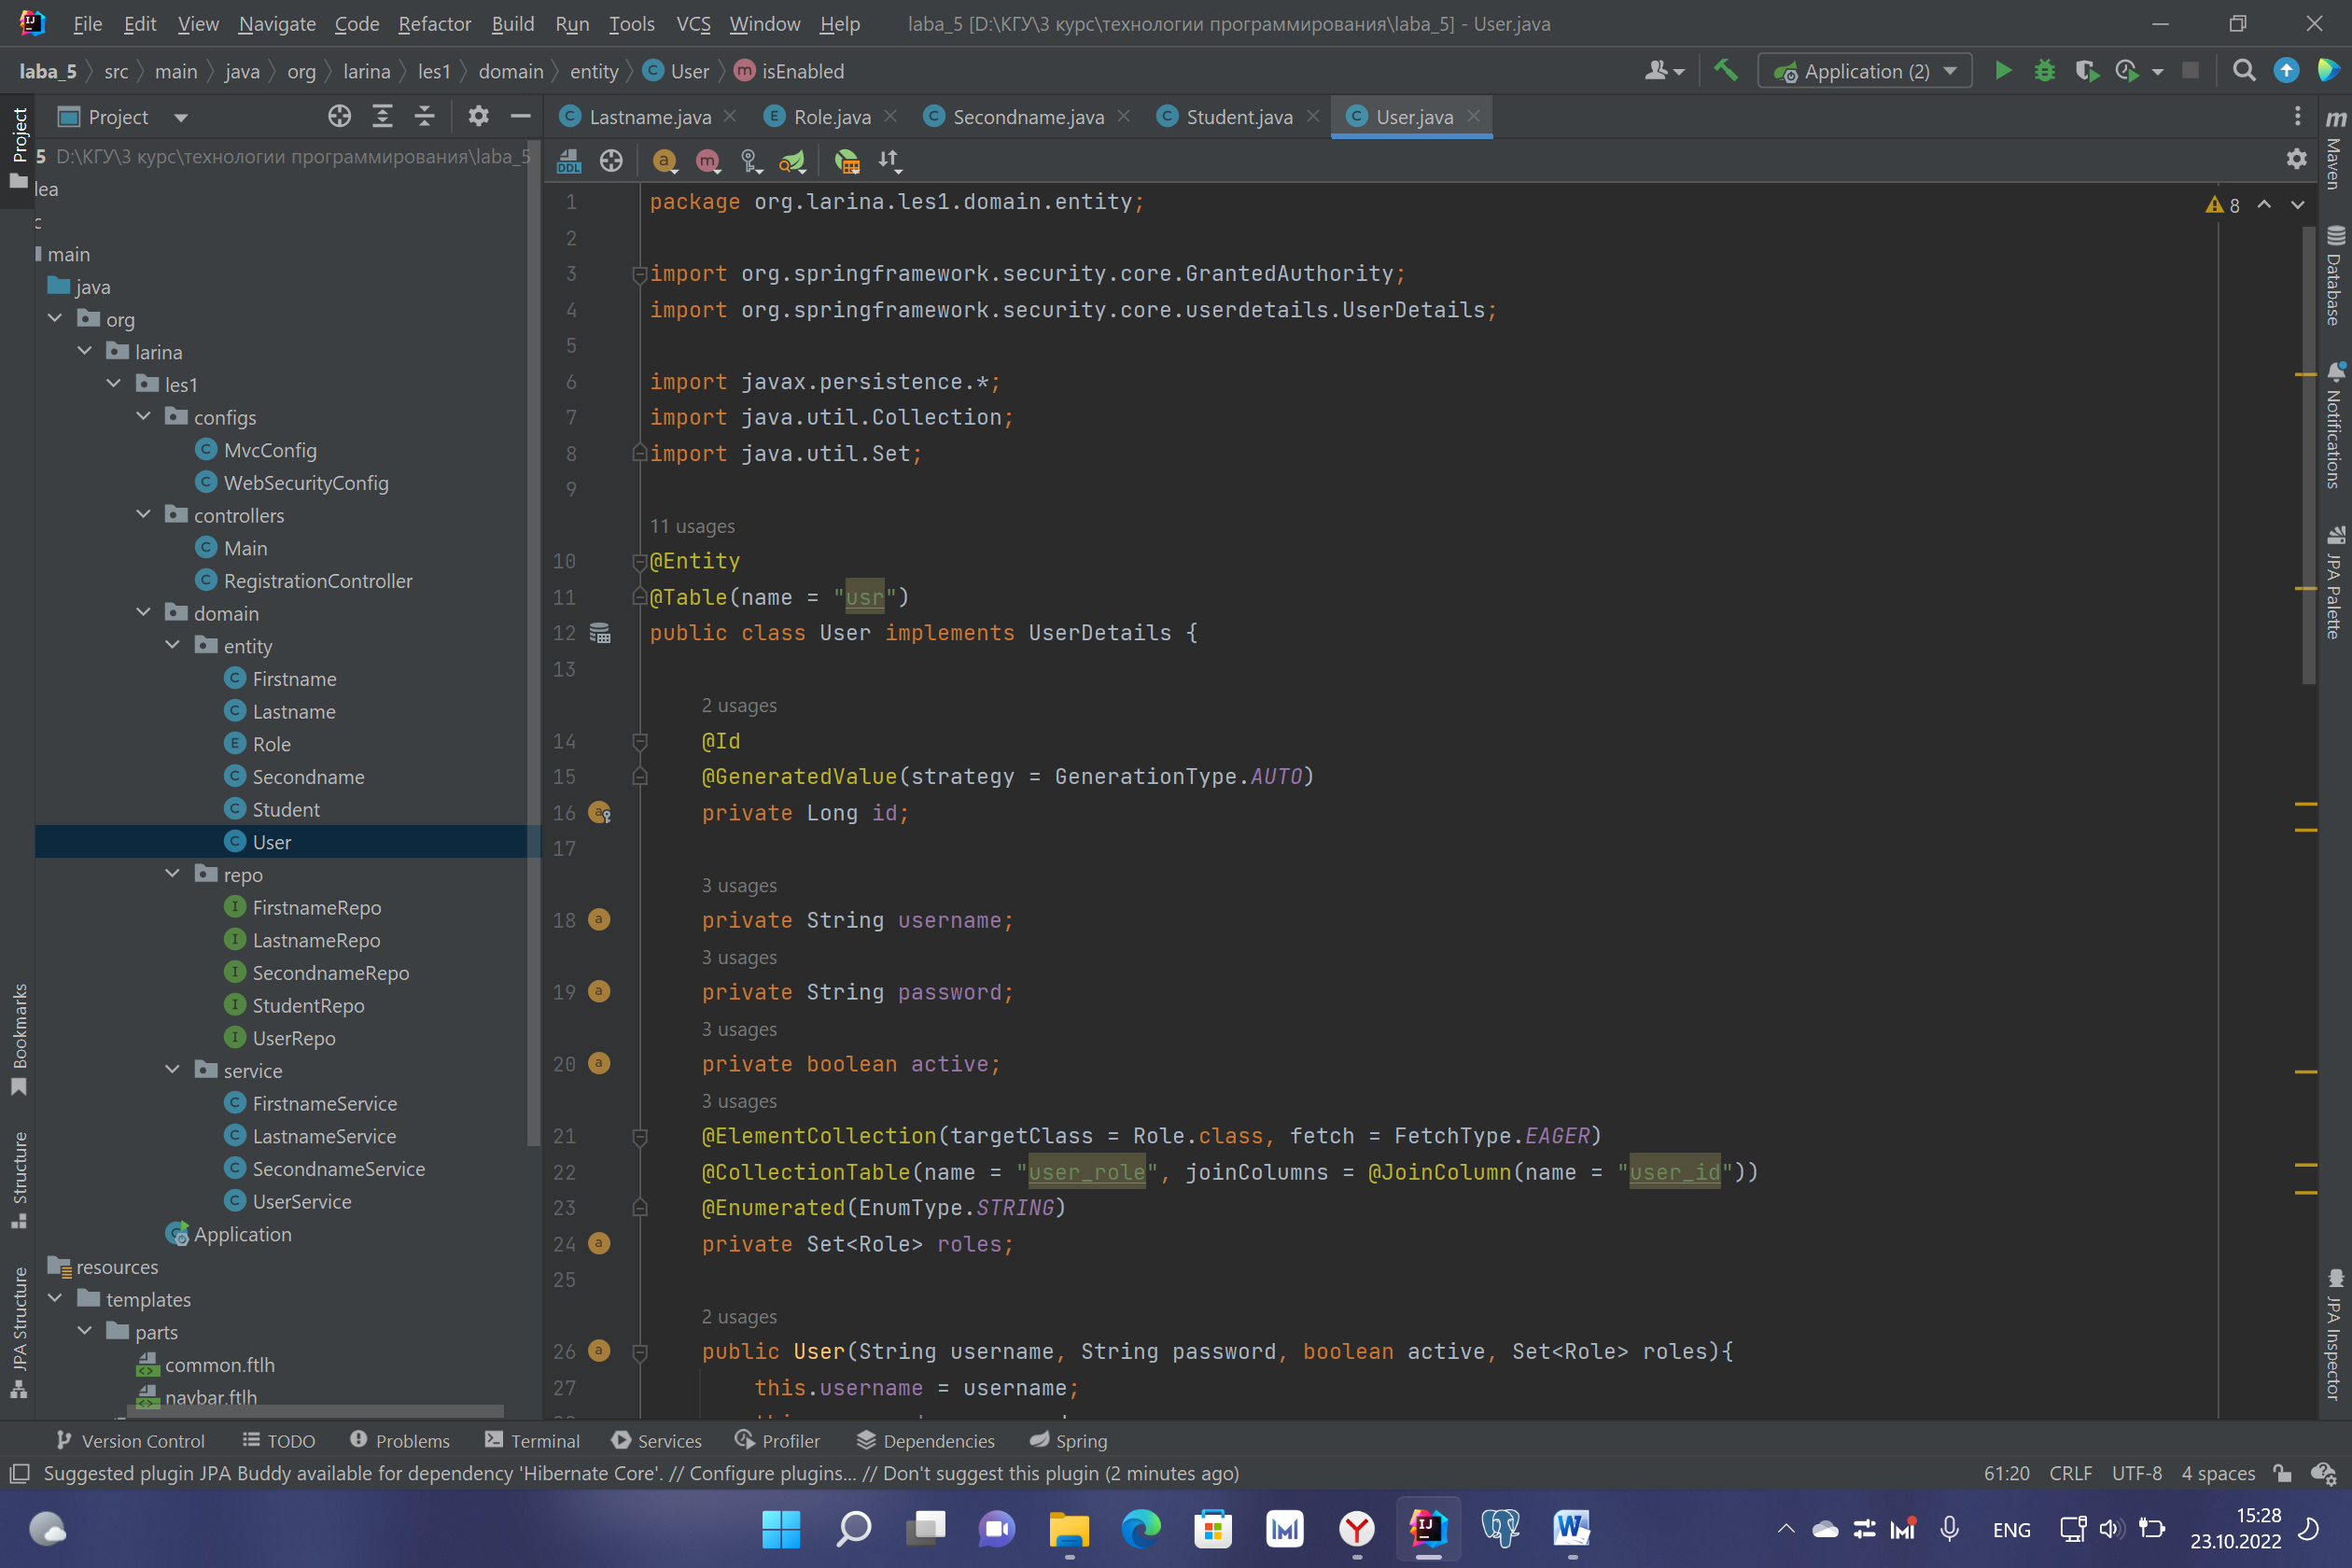 File Edit View Navigate Code Refactor Build Run Tools VCS Window Help laba_5 [D:\КГУ\3 курс\технологии программирования\laba_5] - User.java
laba_5 src main java org larina les1 domain entity User isEnabled Application (2)
Project
Lastname.java Role.java Secondname.java Student.java User.java
5 D:\КГУ\3 курс\технологии программирования\laba_5
lea
c
main
java
org
larina
les1
configs
MvcConfig
WebSecurityConfig
controllers
Main
RegistrationController
domain
entity
Firstname
Lastname
Role
Secondname
Student
User
repo
FirstnameRepo
LastnameRepo
SecondnameRepo
StudentRepo
UserRepo
service
FirstnameService
LastnameService
SecondnameService
UserService
Application
resources
templates
parts
common.ftlh
navbar.ftlh
Project
Bookmarks
Structure
JPA Structure
8
1 package org.larina.les1.domain.entity;
2
3 import org.springframework.security.core.GrantedAuthority;
4 import org.springframework.security.core.userdetails.UserDetails;
5
6 import javax.persistence.*;
7 import java.util.Collection;
8 import java.util.Set;
9
11 usages
10 @Entity
11 @Table(name = "usr")
12 public class User implements UserDetails {
13
2 usages
14 @Id
15 @GeneratedValue(strategy = GenerationType.AUTO)
16 private Long id;
17
3 usages
18 private String username;
3 usages
19 private String password;
3 usages
20 private boolean active;
3 usages
21 @ElementCollection(targetClass = Role.class, fetch = FetchType.EAGER)
22 @CollectionTable(name = "user_role", joinColumns = @JoinColumn(name = "user_id"))
23 @Enumerated(EnumType.STRING)
24 private Set<Role> roles;
25
2 usages
26 public User(String username, String password, boolean active, Set<Role> roles){
27 this.username = username;
Maven
Database
Notifications
JPA Palette
JPA Inspector
Version Control TODO Problems Terminal Services Profiler Dependencies Spring
Suggested plugin JPA Buddy available for dependency 'Hibernate Core'. // Configure plugins... // Don't suggest this plugin (2 minutes ago) 61:20 CRLF UTF-8 4 spaces
ENG 15:28
23.10.2022